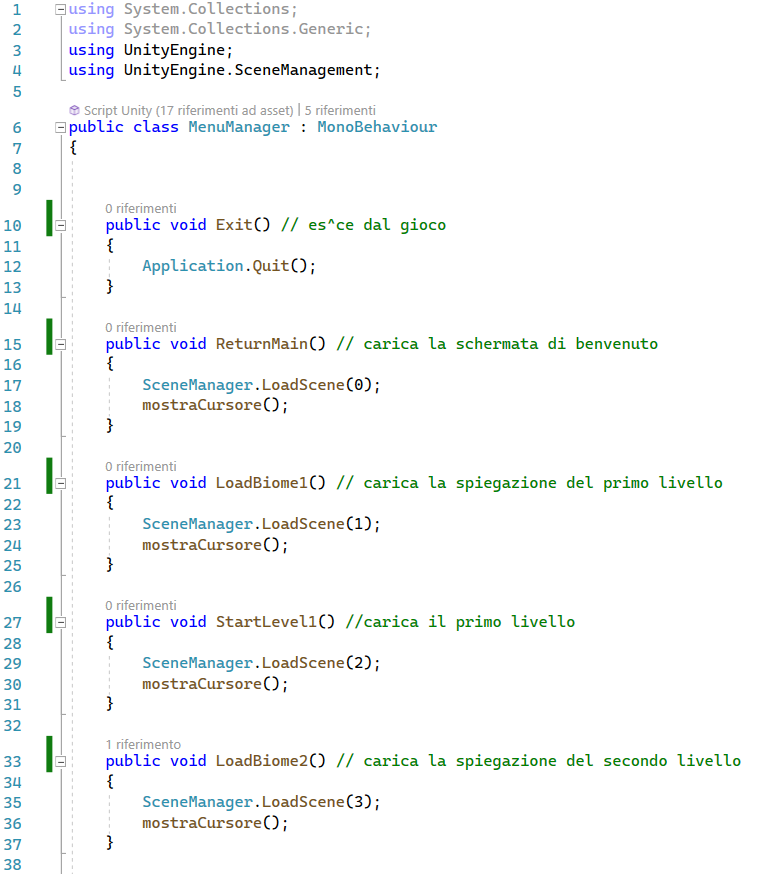 1 using System.Collections;
2 using System.Collections.Generic;
3 using UnityEngine;
4 using UnityEngine.SceneManagement;
5
Script Unity (17 riferimenti ad asset) | 5 riferimenti
6 public class MenuManager : MonoBehaviour
7 {
8
9
0 riferimenti
10 public void Exit() // es^ce dal gioco
11 {
12 Application.Quit();
13 }
14
0 riferimenti
15 public void ReturnMain() // carica la schermata di benvenuto
16 {
17 SceneManager.LoadScene(0);
18 mostraCursore();
19 }
20
0 riferimenti
21 public void LoadBiome1() // carica la spiegazione del primo livello
22 {
23 SceneManager.LoadScene(1);
24 mostraCursore();
25 }
26
0 riferimenti
27 public void StartLevel1() //carica il primo livello
28 {
29 SceneManager.LoadScene(2);
30 mostraCursore();
31 }
32
1 riferimento
33 public void LoadBiome2() // carica la spiegazione del secondo livello
34 {
35 SceneManager.LoadScene(3);
36 mostraCursore();
37 }
38